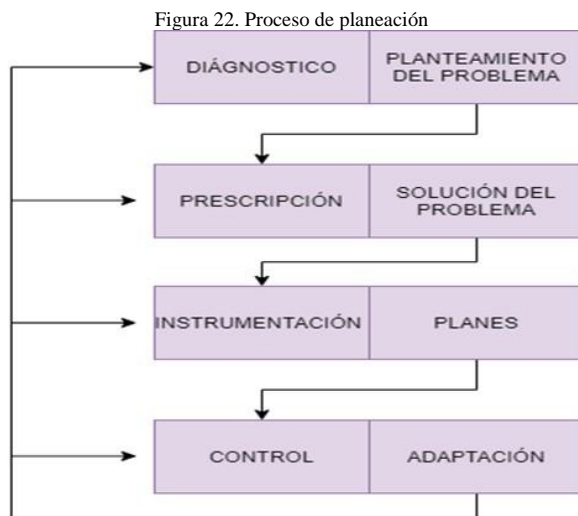 Figura 22. Proceso de planeación
DIÁGNOSTICO
PLANTEAMIENTO
DEL PROBLEMA
PRESCRIPCIÓN
SOLUCIÓN DEL
PROBLEMA
INSTRUMENTACIÓN
PLANES
CONTROL
ADAPTACIÓN